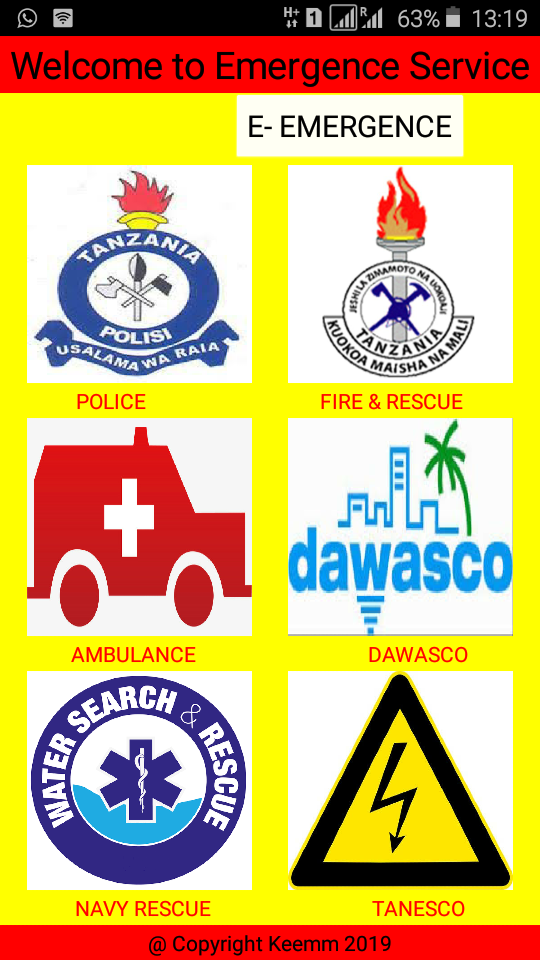 H+ 1 R 63% 13:19
Welcome to Emergence Service
E- EMERGENCE
TANZANIA
POLISI
USALAMA WA RAIA
JESHI LA ZIMAMOTO NA UOKOAJI
TANZANIA
KUOKOA MAISHA NA MALI
POLICE
FIRE & RESCUE
dawasco
AMBULANCE
DAWASCO
WATER SEARCH & RESCUE
NAVY RESCUE
TANESCO
@ Copyright Keemm 2019